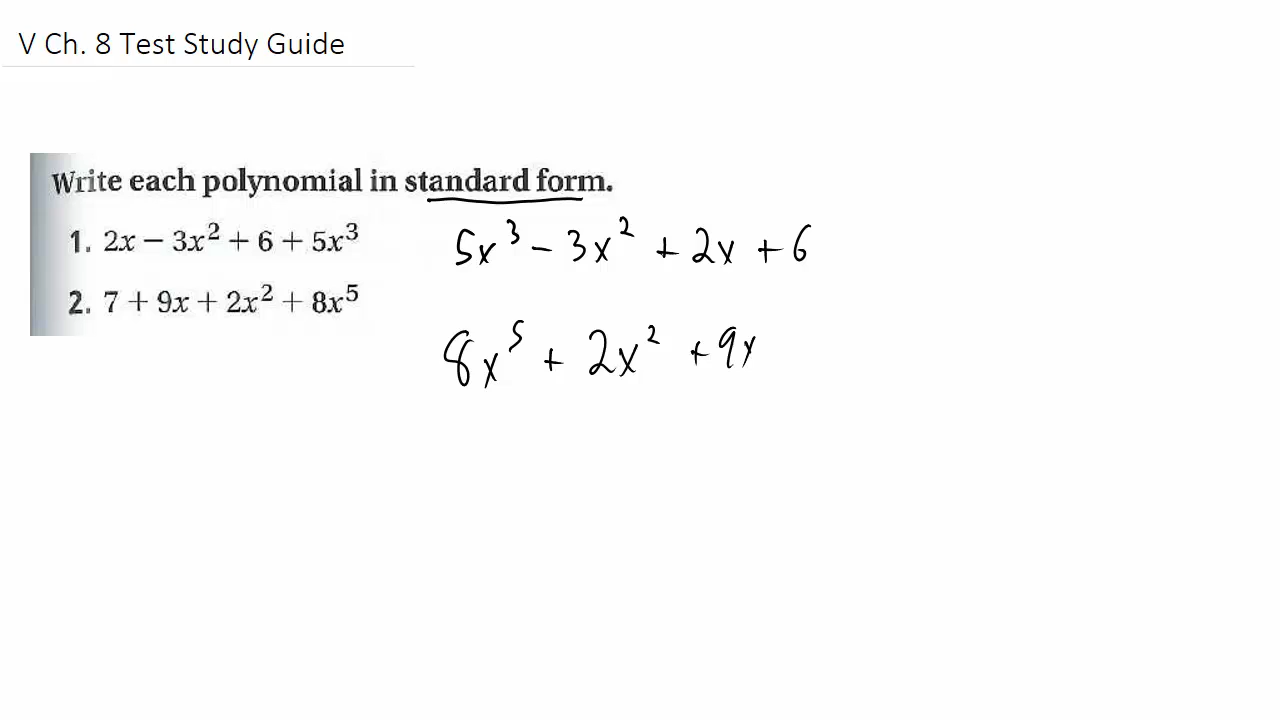 V Ch. 8 Test Study Guide
Write each polynomial in standard form.
1. 2x − 3x² + 6 + 5x³
5x³ − 3x² + 2x + 6
2. 7 + 9x + 2x² + 8x⁵
8x⁵ + 2x² + 9x